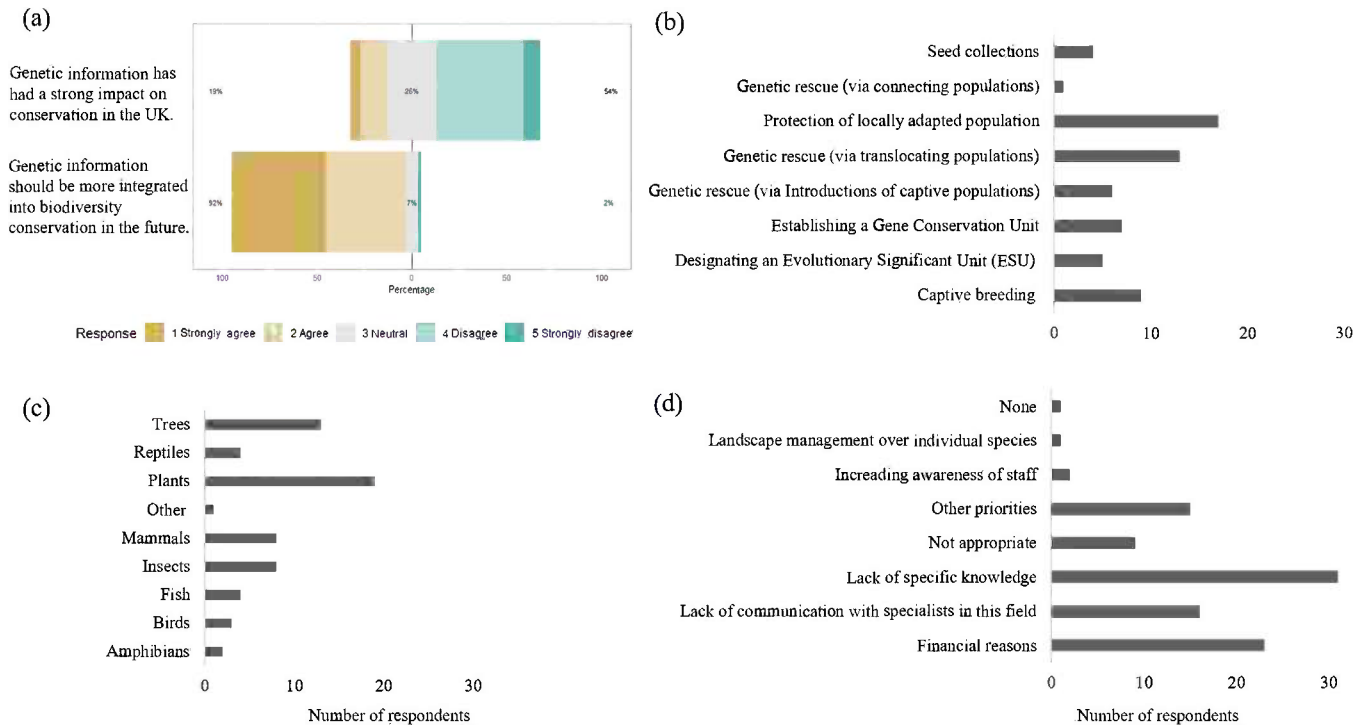 (a)
Genetic information has
had a strong impact on
conservation in the UK.
19%
26%
54%
Genetic information
should be more integrated
into biodiversity
conservation in the future.
92%
7%
2%
100
50
0
50
100
Percentage
Response
1 Strongly agree
2 Agree
3 Neutral
4 Disagree
5 Strongly disagree
(b)
Seed collections
Genetic rescue (via connecting populations)
Protection of locally adapted population
Genetic rescue (via translocating populations)
Genetic rescue (via Introductions of captive populations)
Establishing a Gene Conservation Unit
Designating an Evolutionary Significant Unit (ESU)
Captive breeding
0
10
20
30
(c)
Trees
Reptiles
Plants
Other
Mammals
Insects
Fish
Birds
Amphibians
0
10
20
30
Number of respondents
(d)
None
Landscape management over individual species
Increading awareness of staff
Other priorities
Not appropriate
Lack of specific knowledge
Lack of communication with specialists in this field
Financial reasons
0
10
20
30
Number of respondents